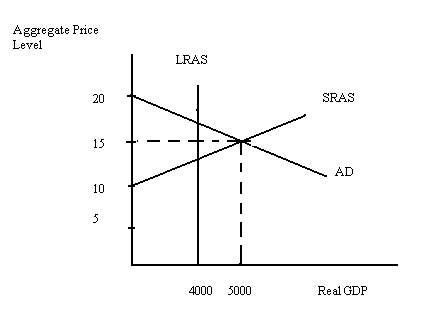 Aggregate Price
Level
LRAS
SRAS
20
15
10
AD
5
4000 5000 Real GDP